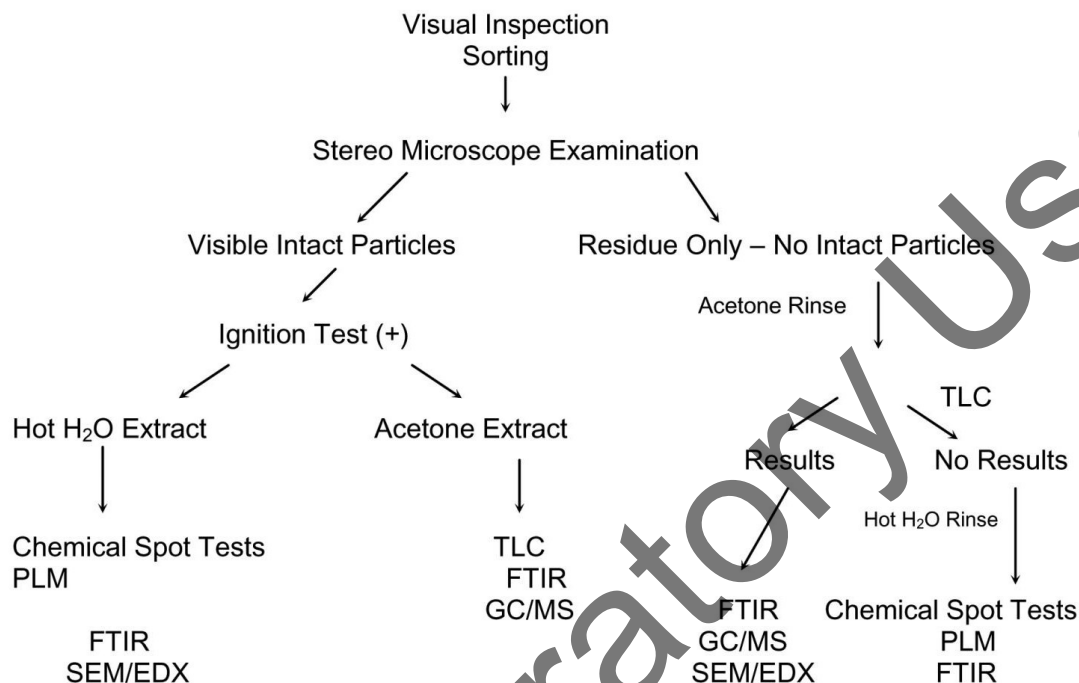 Visual Inspection
Sorting
Stereo Microscope Examination
Visible Intact Particles
Residue Only – No Intact Particles
Acetone Rinse
Ignition Test (+)
TLC
Hot H₂O Extract
Acetone Extract
Results
No Results
Hot H₂O Rinse
Chemical Spot Tests
PLM
FTIR
SEM/EDX
TLC
FTIR
GC/MS
FTIR
GC/MS
SEM/EDX
Chemical Spot Tests
PLM
FTIR
ratory Us